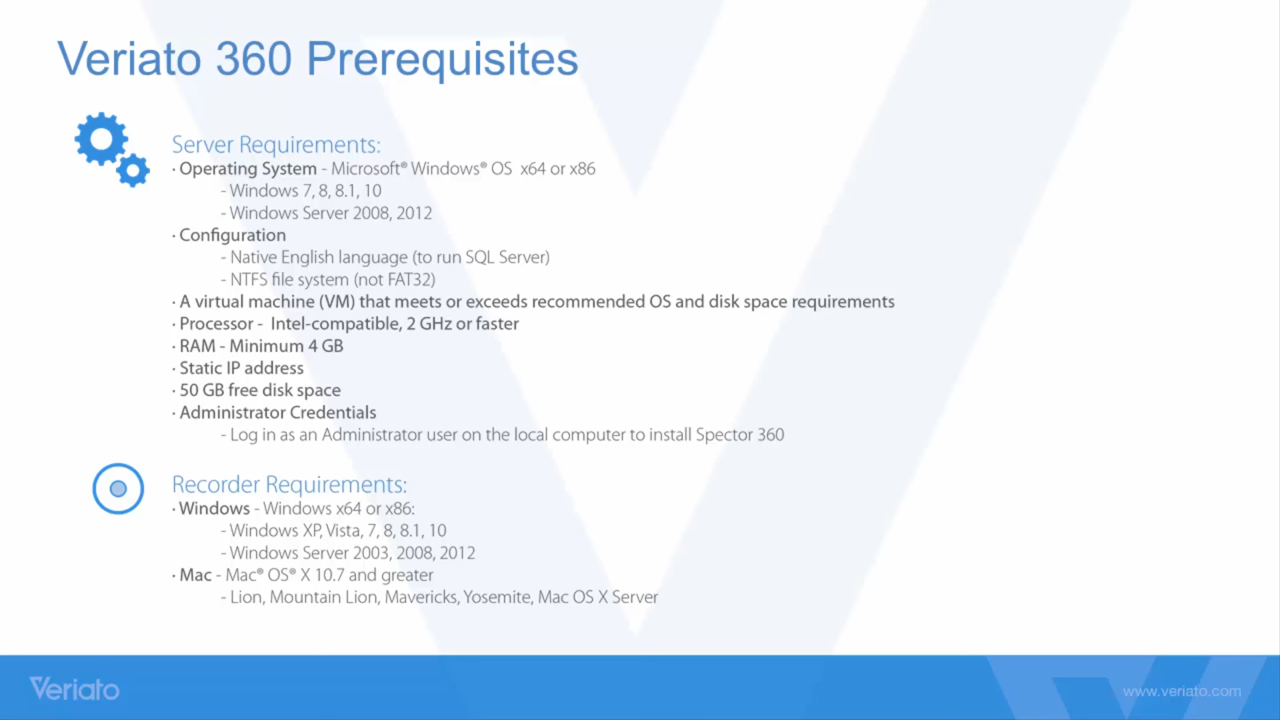 Veriato 360 Prerequisites
Server Requirements:
· Operating System - Microsoft® Windows® OS x64 or x86
- Windows 7, 8, 8.1, 10
- Windows Server 2008, 2012
· Configuration
- Native English language (to run SQL Server)
- NTFS file system (not FAT32)
· A virtual machine (VM) that meets or exceeds recommended OS and disk space requirements
· Processor - Intel-compatible, 2 GHz or faster
· RAM - Minimum 4 GB
· Static IP address
· 50 GB free disk space
· Administrator Credentials
- Log in as an Administrator user on the local computer to install Spector 360
Recorder Requirements:
· Windows - Windows x64 or x86:
- Windows XP, Vista, 7, 8, 8.1, 10
- Windows Server 2003, 2008, 2012
· Mac - Mac® OS® X 10.7 and greater
- Lion, Mountain Lion, Mavericks, Yosemite, Mac OS X Server
Veriato
www.veriato.com